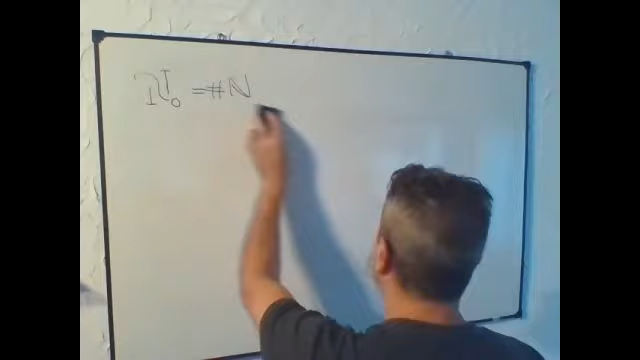 ℵ₀ = #ℕ